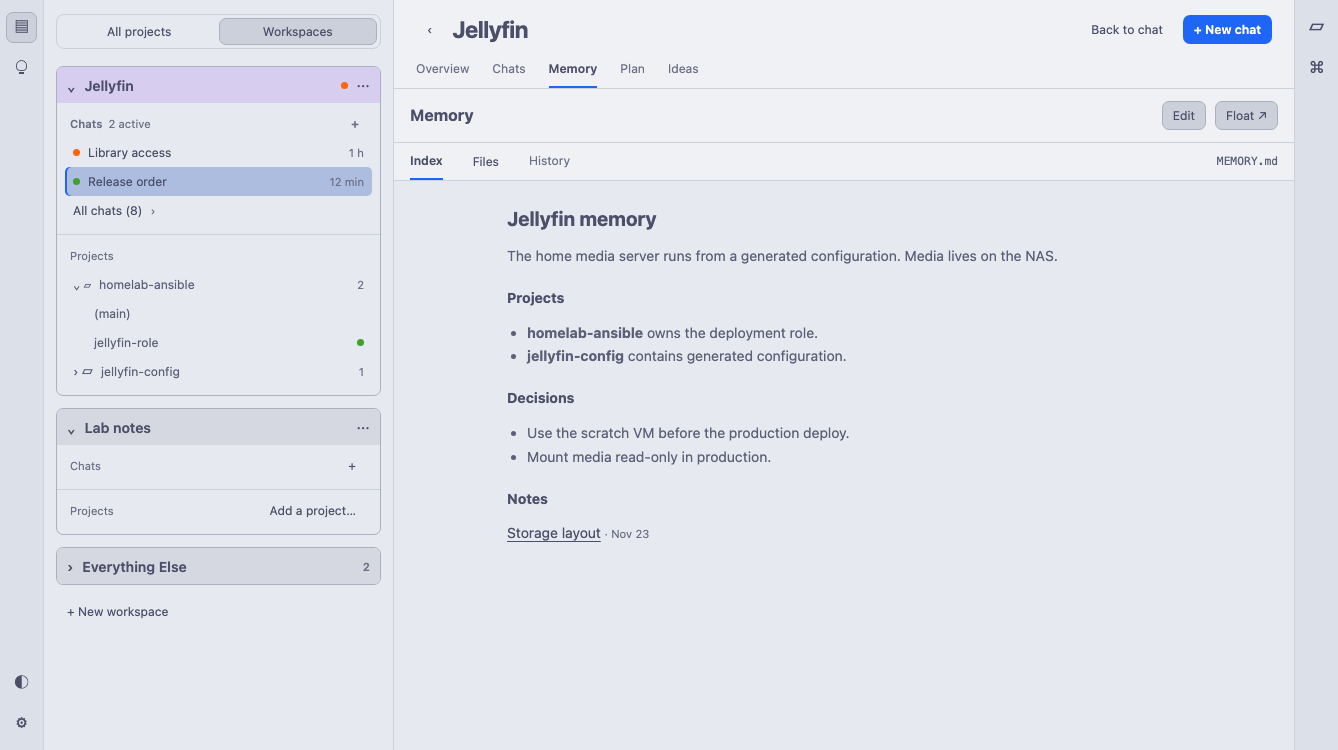 All projects
Workspaces
Jellyfin
Chats 2 active
+
Library access 1 h
Release order 12 min
All chats (8) ›
Projects
homelab-ansible 2
(main)
jellyfin-role
jellyfin-config 1
Lab notes
Chats +
Projects Add a project…
Everything Else 2
+ New workspace
Jellyfin
Back to chat
+ New chat
Overview Chats Memory Plan Ideas
Memory
Edit
Float ↗
Index Files History MEMORY.md
Jellyfin memory
The home media server runs from a generated configuration. Media lives on the NAS.
Projects
• homelab-ansible owns the deployment role.
• jellyfin-config contains generated configuration.
Decisions
• Use the scratch VM before the production deploy.
• Mount media read-only in production.
Notes
Storage layout · Nov 23